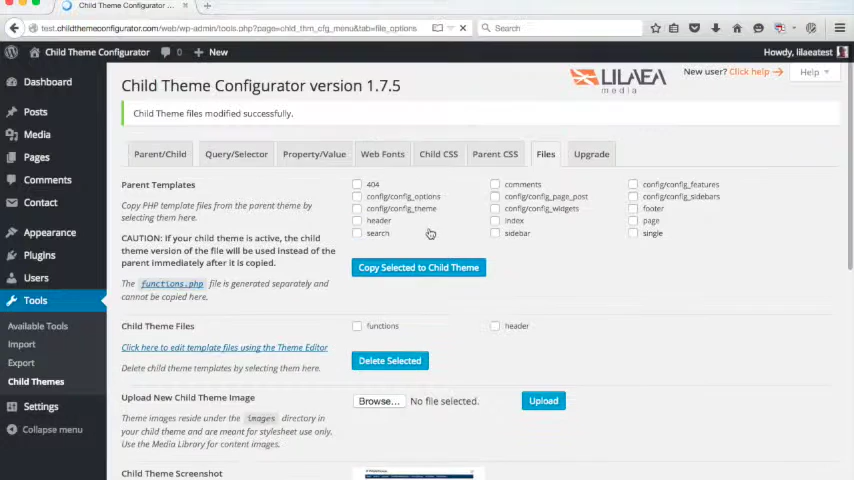 Child Theme Configurator ...
test.childthemeconfigurator.com/web/wp-admin/tools.php?page=chld_thm_cfg_menu&tab=file_options
Search
Child Theme Configurator 0 + New Howdy, lilaeatest
Dashboard
Posts
Media
Pages
Comments
Contact
Appearance
Plugins
Users
Tools
Available Tools
Import
Export
Child Themes
Settings
Collapse menu
Child Theme Configurator version 1.7.5
LILAEA
media
New user? Click help
Help
Child Theme files modified successfully.
Parent/Child Query/Selector Property/Value Web Fonts Child CSS Parent CSS Files Upgrade
Parent Templates
Copy PHP template files from the parent theme by
selecting them here.
CAUTION: If your child theme is active, the child
theme version of the file will be used instead of the
parent immediately after it is copied.
The functions.php file is generated separately and
cannot be copied here.
404 comments config/config_features
config/config_options config/config_page_post config/config_sidebars
config/config_theme config/config_widgets footer
header index page
search sidebar single
Copy Selected to Child Theme
Child Theme Files
Click here to edit template files using the Theme Editor
Delete child theme templates by selecting them here.
functions header
Delete Selected
Upload New Child Theme Image
Theme images reside under the images directory in
your child theme and are meant for stylesheet use only.
Use the Media Library for content images.
Browse... No file selected. Upload
Child Theme Screenshot